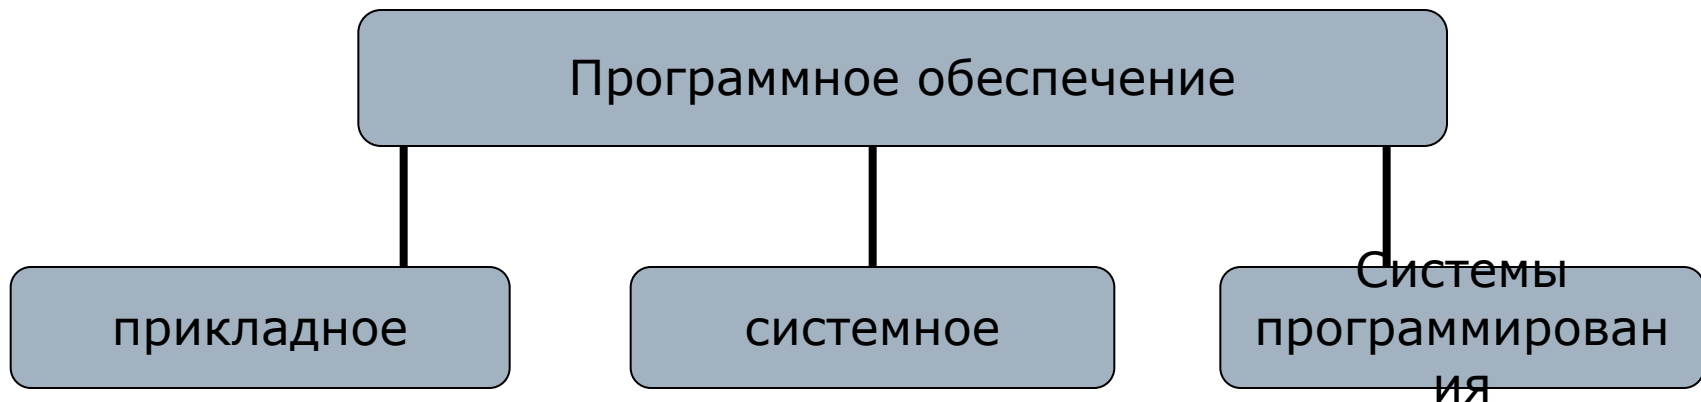 Программное обеспечение
прикладное
системное
Системы
программирован
ия